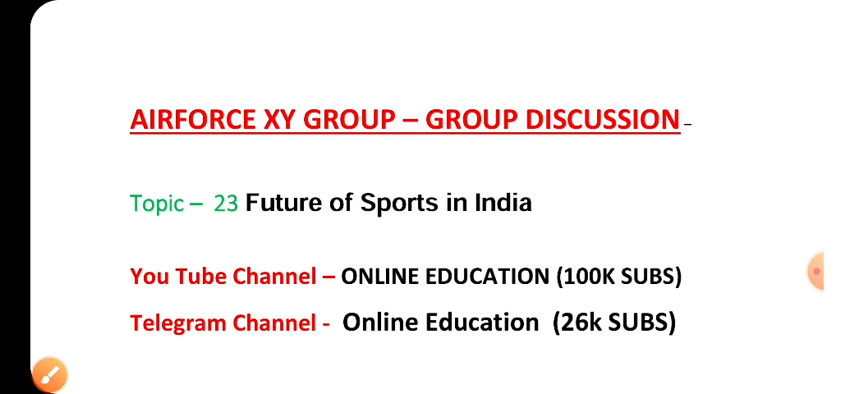 AIRFORCE XY GROUP – GROUP DISCUSSION –
Topic – 23 Future of Sports in India
You Tube Channel – ONLINE EDUCATION (100K SUBS)
Telegram Channel - Online Education (26k SUBS)